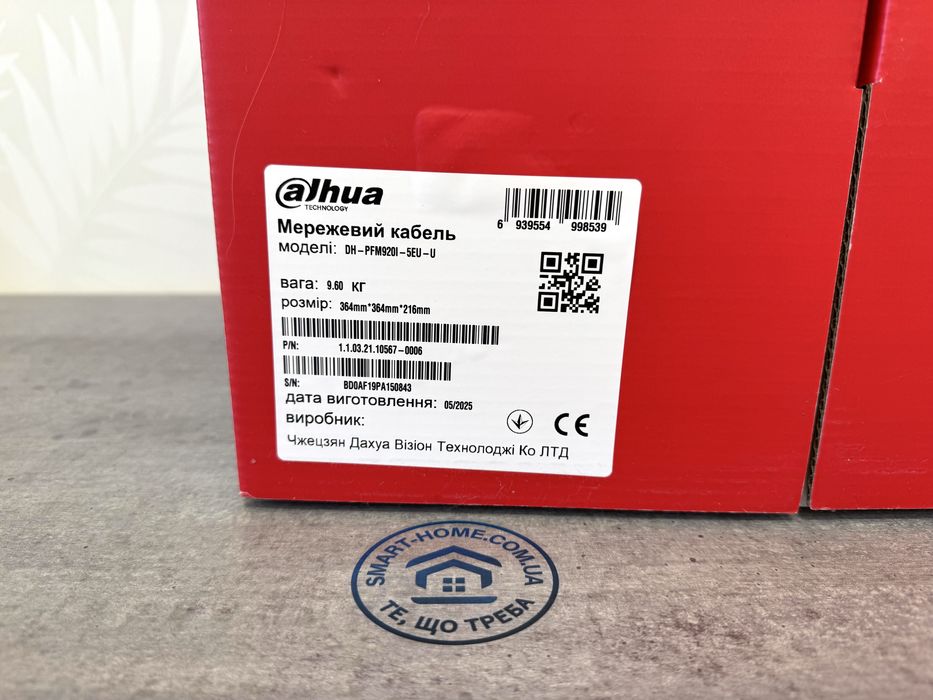 alhua
TECHNOLOGY
6 939554 998539
Мережевий кабель
моделі: DH-PFM920I-5EU-U
вага: 9.60 КГ
розмір: 364mm*364mm*216mm
P/N: 1.1.03.21.10567-0006
S/N: BD0AF19PA150843
дата виготовлення: 05/2025
виробник:
CE
Чжецзян Дахуа Візіон Технолоджі Ко ЛТД
SMART-HOME.COM.UA
ТЕ, ЩО ТРЕБА